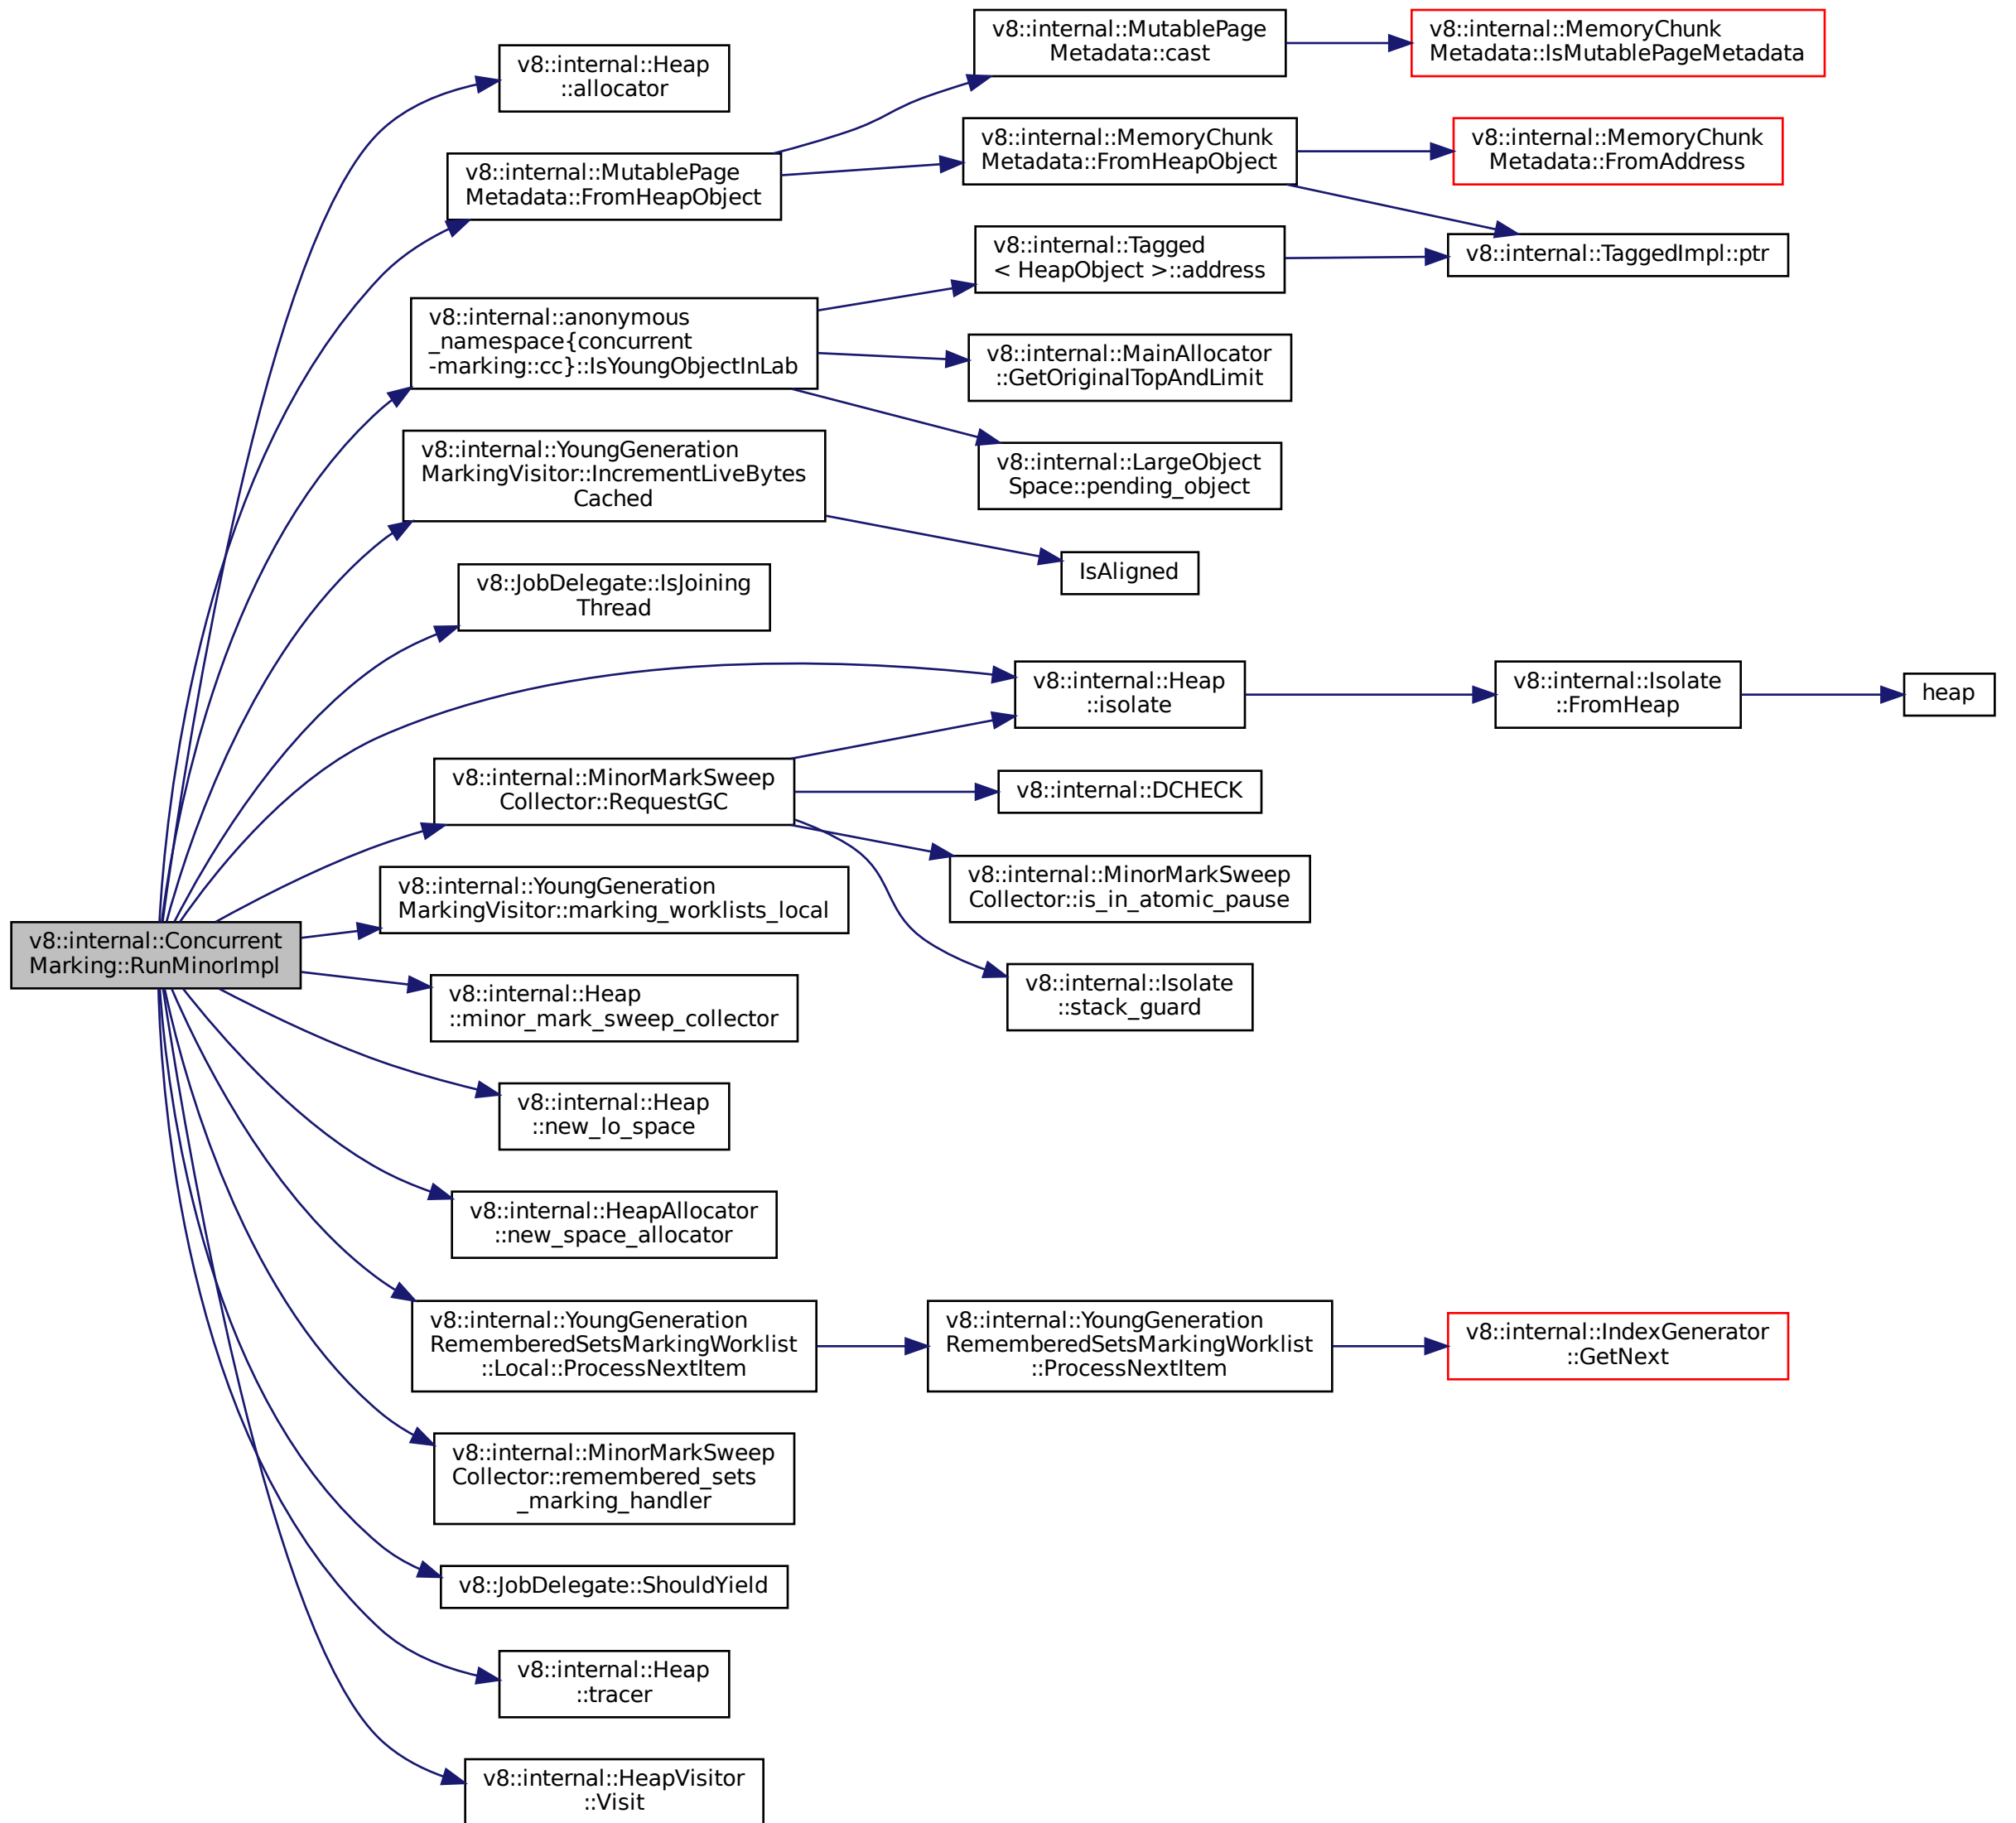 v8::internal::MutablePage
Metadata::cast
v8::internal::MemoryChunk
Metadata::IsMutablePageMetadata
v8::internal::Heap
::allocator
v8::internal::MemoryChunk
Metadata::FromHeapObject
v8::internal::MemoryChunk
Metadata::FromAddress
v8::internal::MutablePage
Metadata::FromHeapObject
v8::internal::Tagged
< HeapObject >::address
v8::internal::TaggedImpl::ptr
v8::internal::anonymous
_namespace{concurrent
-marking::cc}::IsYoungObjectInLab
v8::internal::MainAllocator
::GetOriginalTopAndLimit
v8::internal::YoungGeneration
MarkingVisitor::IncrementLiveBytes
Cached
v8::internal::LargeObject
Space::pending_object
IsAligned
v8::JobDelegate::IsJoining
Thread
v8::internal::Heap
::isolate
v8::internal::Isolate
::FromHeap
heap
v8::internal::MinorMarkSweep
Collector::RequestGC
v8::internal::DCHECK
v8::internal::YoungGeneration
MarkingVisitor::marking_worklists_local
v8::internal::MinorMarkSweep
Collector::is_in_atomic_pause
v8::internal::Concurrent
Marking::RunMinorImpl
v8::internal::Heap
::minor_mark_sweep_collector
v8::internal::Isolate
::stack_guard
v8::internal::Heap
::new_lo_space
v8::internal::HeapAllocator
::new_space_allocator
v8::internal::YoungGeneration
RememberedSetsMarkingWorklist
::Local::ProcessNextItem
v8::internal::YoungGeneration
RememberedSetsMarkingWorklist
::ProcessNextItem
v8::internal::IndexGenerator
::GetNext
v8::internal::MinorMarkSweep
Collector::remembered_sets
_marking_handler
v8::JobDelegate::ShouldYield
v8::internal::Heap
::tracer
v8::internal::HeapVisitor
::Visit